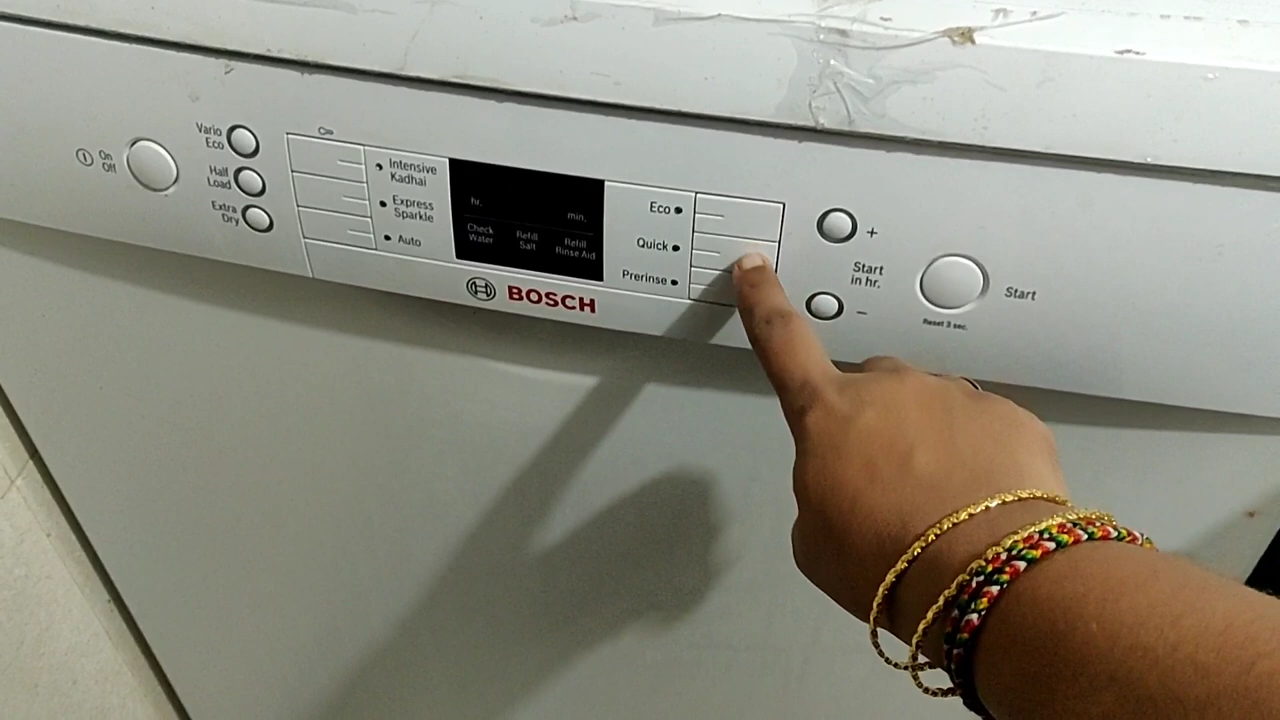 On
Off
Vario
Eco
Half
Load
Extra
Dry
Intensive
Kadhai
Express
Sparkle
Auto
hr.
min.
Check
Water
Refill
Salt
Refill
Rinse Aid
BOSCH
Eco
Quick
Prerinse
+
Start
in hr.
–
Start
Reset 3 sec.